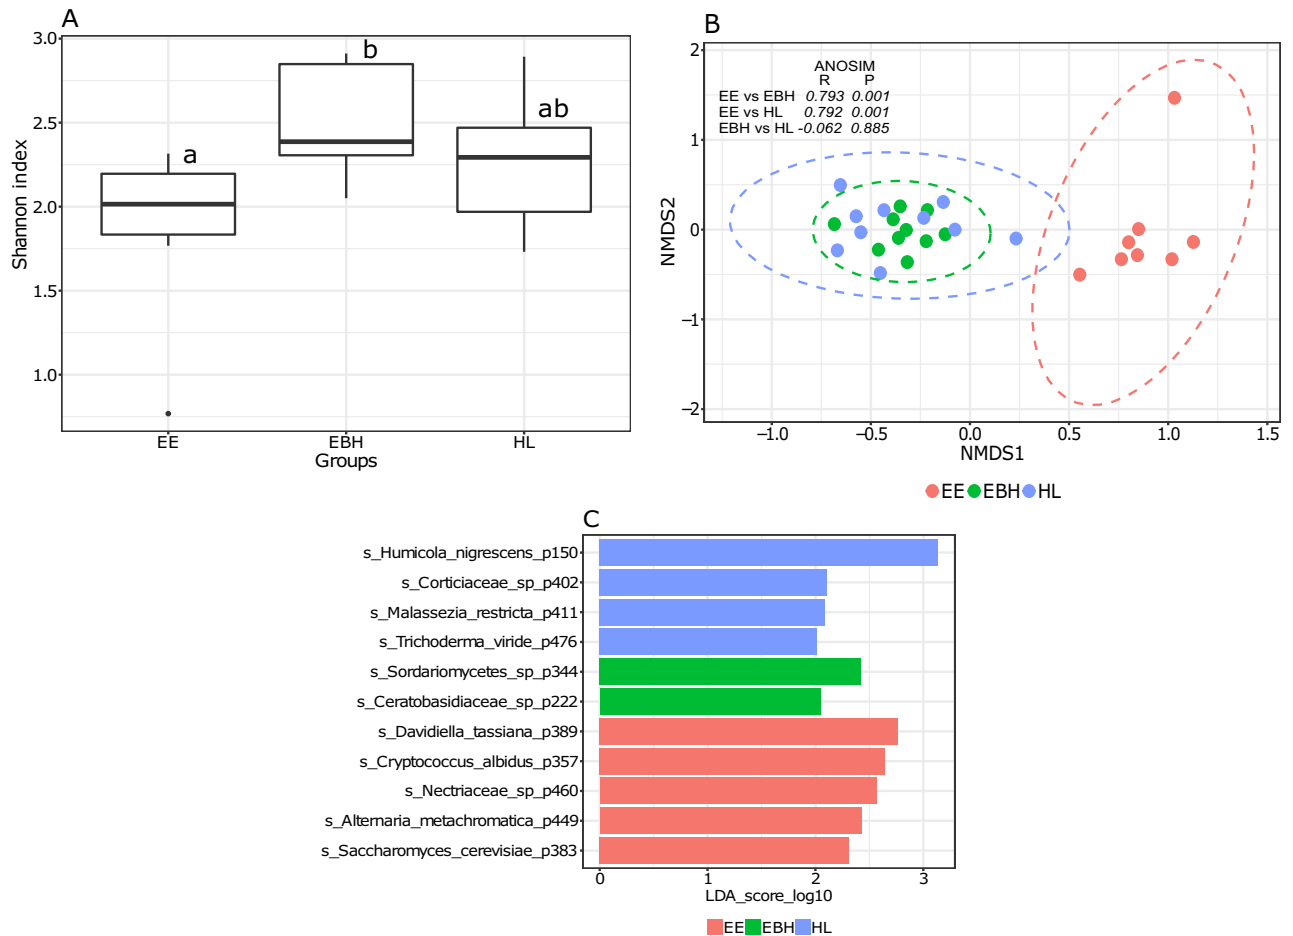 A
Shannon index
3.0
2.5
2.0
1.5
1.0
a
b
ab
EE
EBH
HL
Groups
B
NMDS2
2
1
0
−1
−2
ANOSIM
R P
EE vs EBH 0.793 0.001
EE vs HL 0.792 0.001
EBH vs HL -0.062 0.885
−1.0
−0.5
0.0
0.5
1.0
1.5
NMDS1
EE EBH HL
C
s_Humicola_nigrescens_p150
s_Corticiaceae_sp_p402
s_Malassezia_restricta_p411
s_Trichoderma_viride_p476
s_Sordariomycetes_sp_p344
s_Ceratobasidiaceae_sp_p222
s_Davidiella_tassiana_p389
s_Cryptococcus_albidus_p357
s_Nectriaceae_sp_p460
s_Alternaria_metachromatica_p449
s_Saccharomyces_cerevisiae_p383
0
1
2
3
LDA_score_log10
EE EBH HL